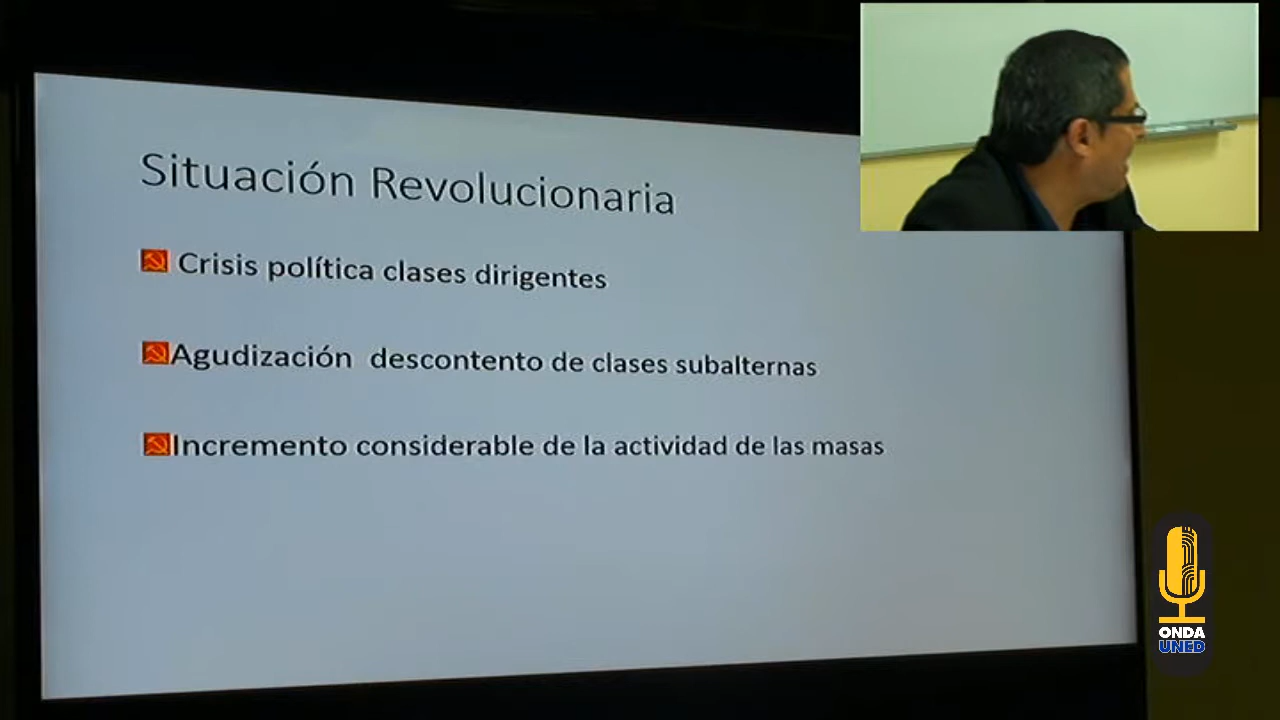 Situación Revolucionaria
Crisis política clases dirigentes
Agudización descontento de clases subalternas
Incremento considerable de la actividad de las masas
ONDA
UNED